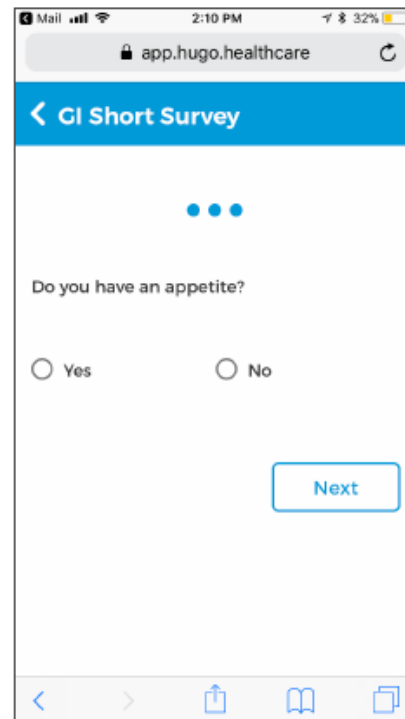 Mail 2:10 PM 32%
app.hugo.healthcare
GI Short Survey
Do you have an appetite?
Yes No
Next